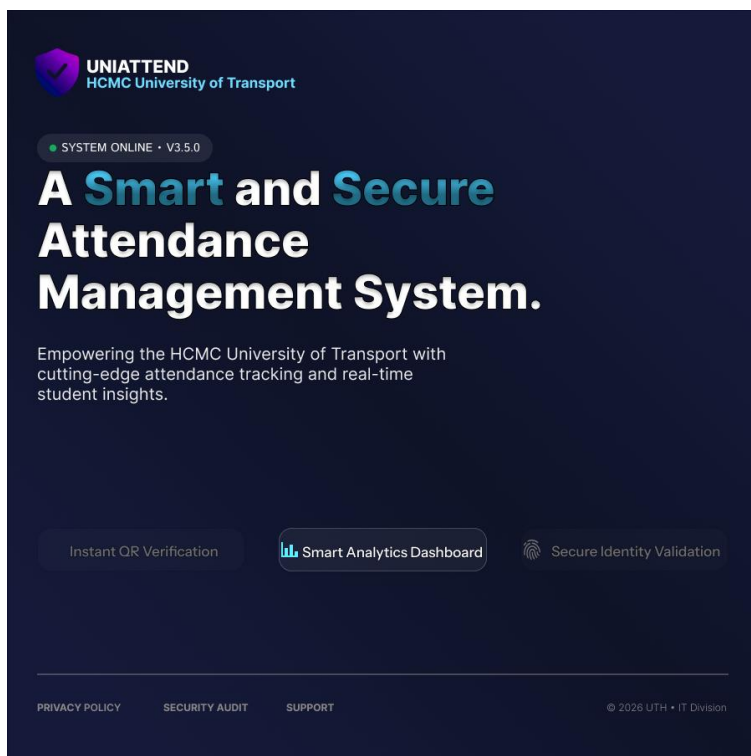 UNIATTEND
HCMC University of Transport
SYSTEM ONLINE • V3.5.0
A Smart and Secure
Attendance
Management System.
Empowering the HCMC University of Transport with
cutting-edge attendance tracking and real-time
student insights.
Instant QR Verification
Smart Analytics Dashboard
Secure Identity Validation
PRIVACY POLICY
SECURITY AUDIT
SUPPORT
© 2026 UTH • IT Division